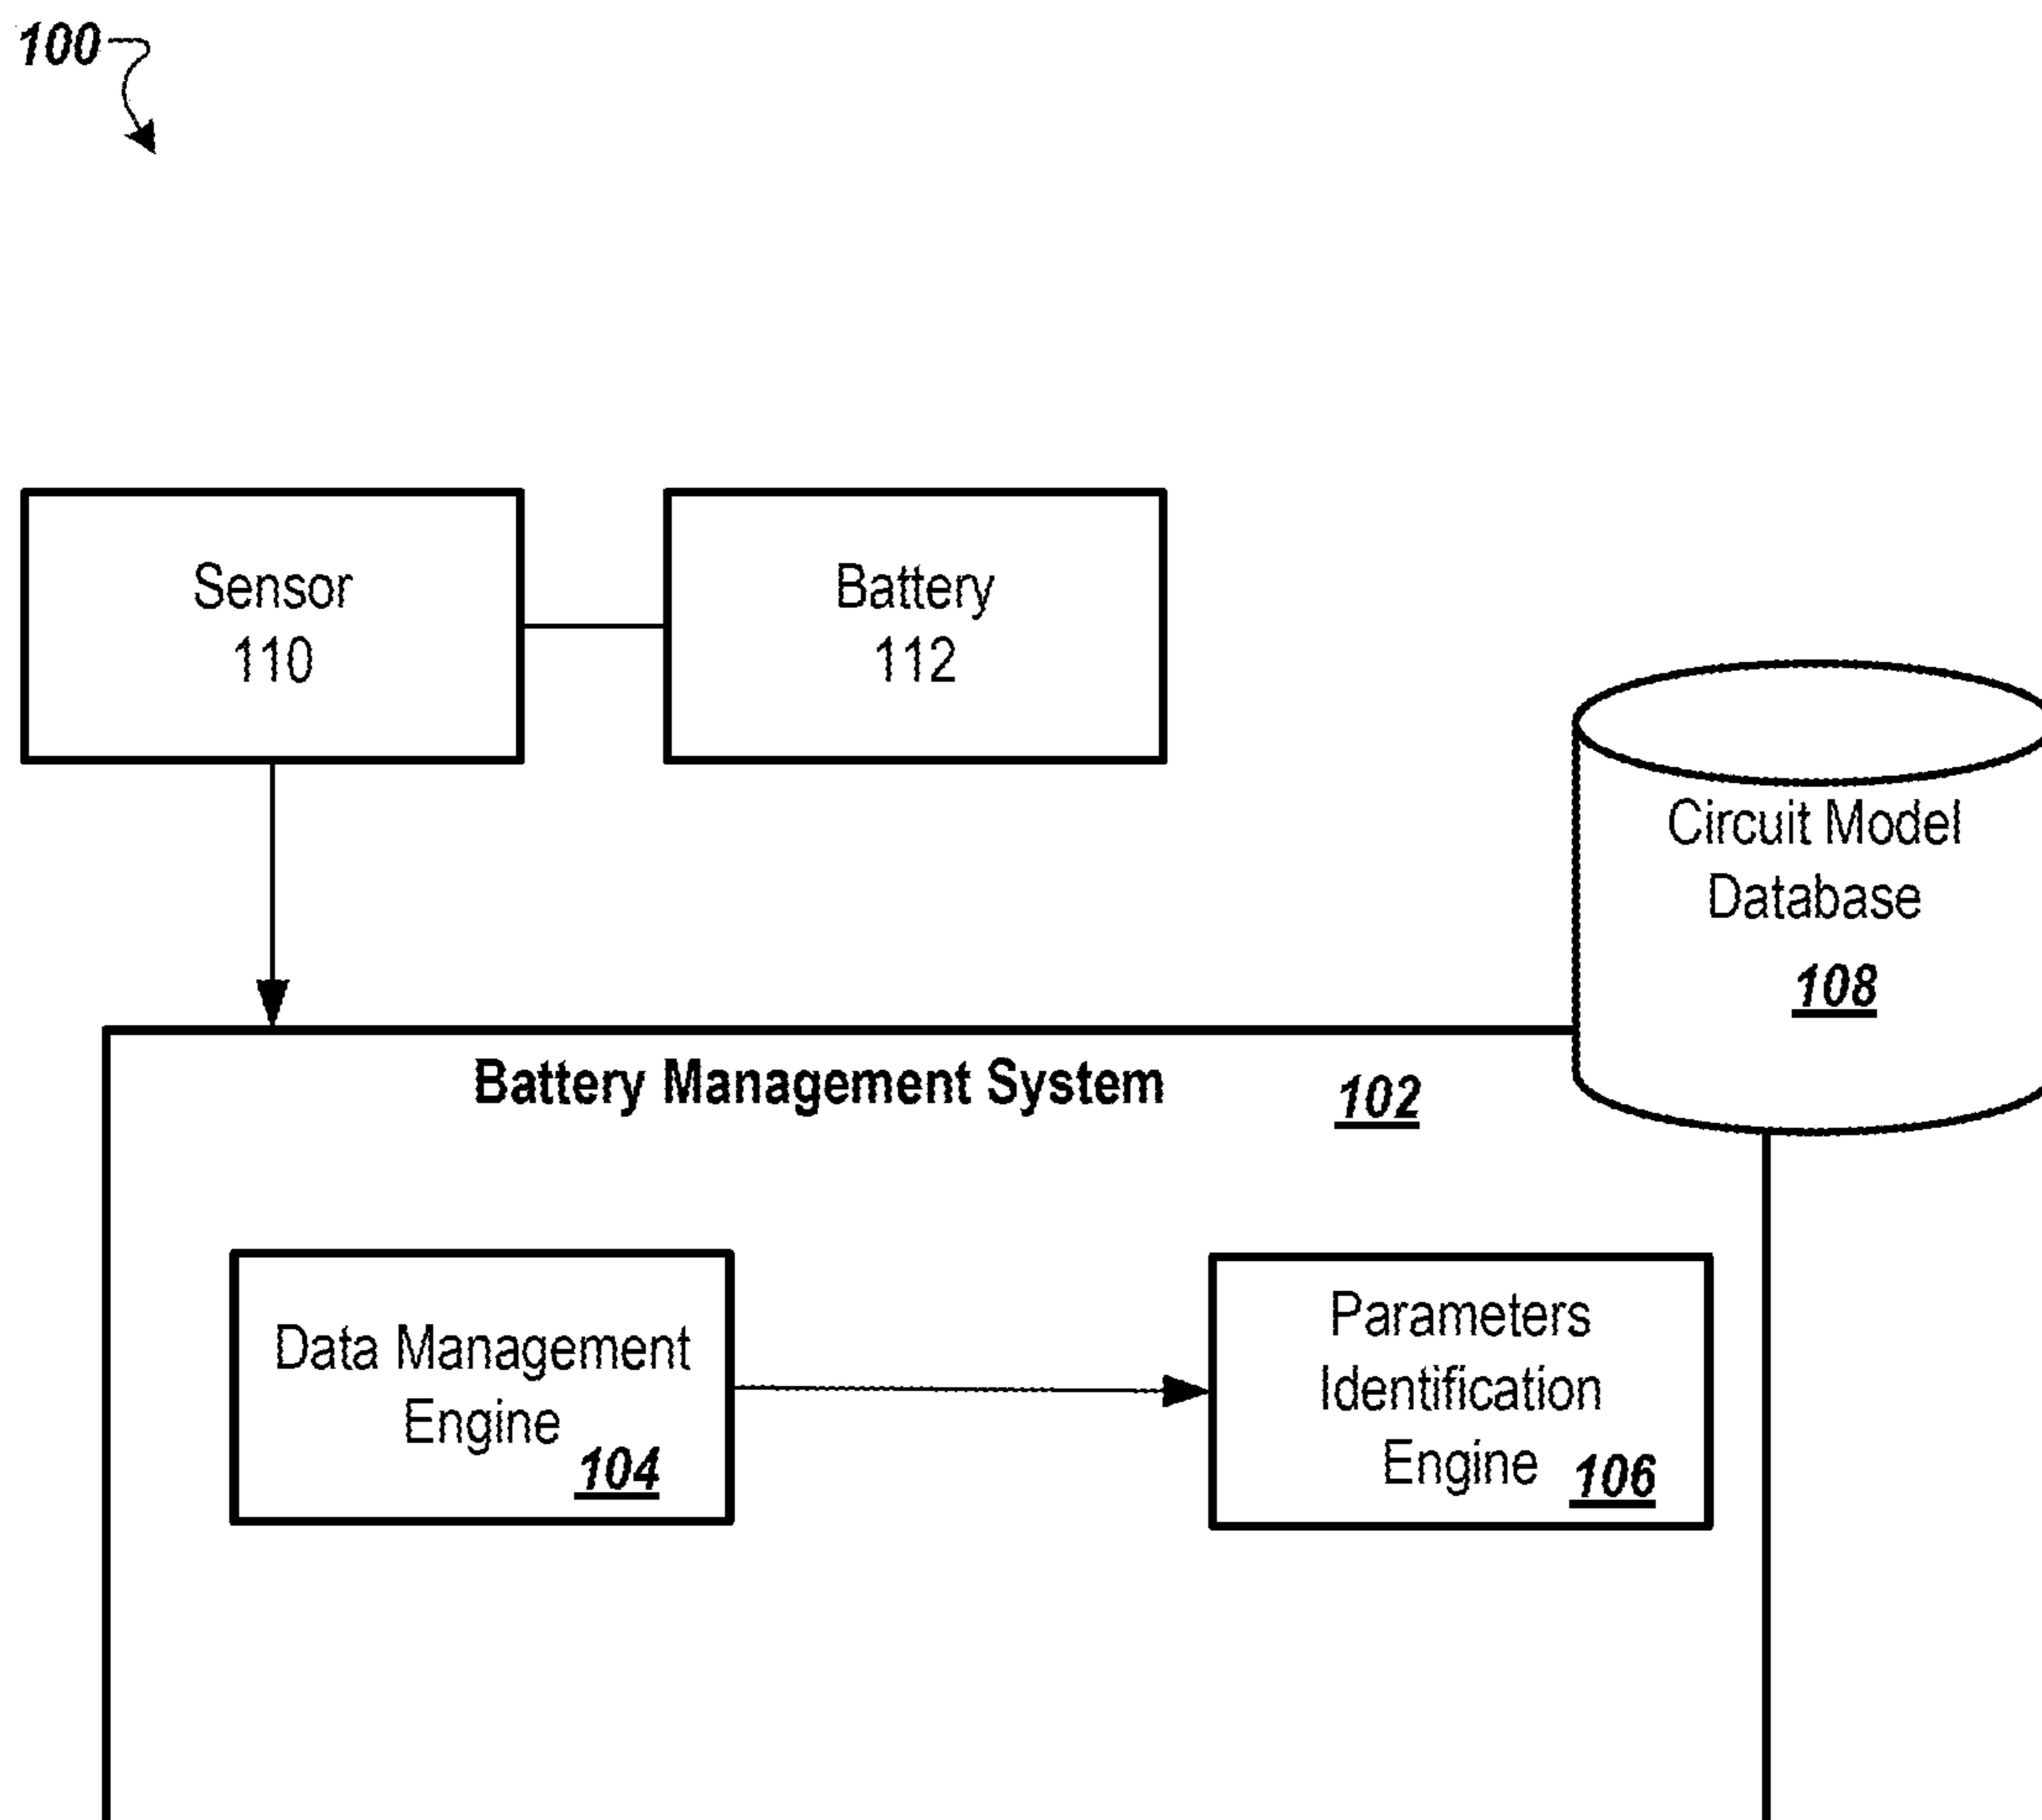 100
Sensor
110
Battery
112
Circuit Model
Database
108
Battery Management System 102
Data Management
Engine 104
Parameters
Identification
Engine 106